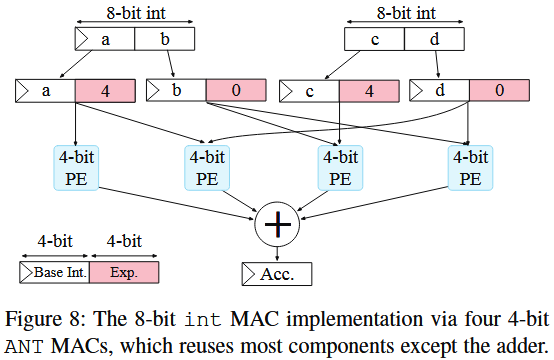 8-bit int 8-bit int
a b c d
a 4 b 0 c 4 d 0
4-bit PE 4-bit PE 4-bit PE 4-bit PE
+
4-bit 4-bit
Base Int. Exp. Acc.
Figure 8: The 8-bit int MAC implementation via four 4-bit
ANT MACs, which reuses most components except the adder.